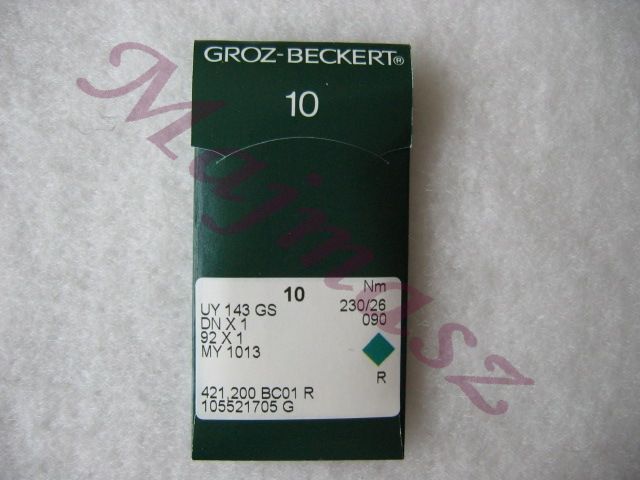 GROZ-BECKERT®
10
10
Nm
UY 143 GS
230/26
DN X 1
090
92 X 1
MY 1013
R
421,200 BC01 R
105521705 G
Majmasz